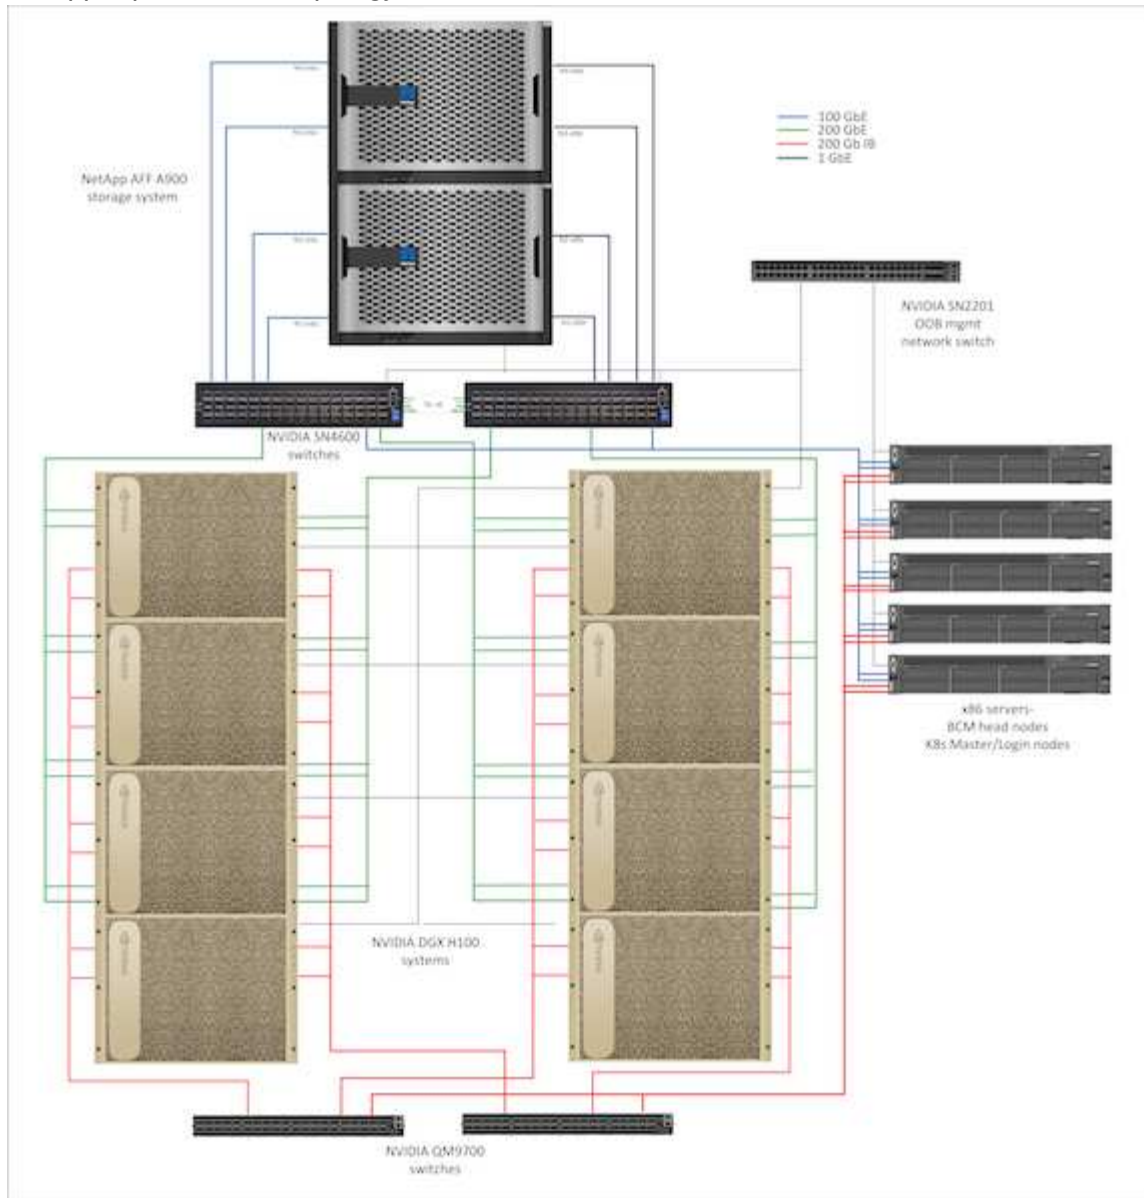 NetApp AFF A900
storage system
100 GbE
200 GbE
200 Gb IB
1 GbE
NVIDIA SN2201
OOB mgmt
network switch
NVIDIA SN4600
switches
x86 servers-
BCM head nodes
K8s Master/Login nodes
NVIDIA DGX H100
systems
NVIDIA QM9700
switches